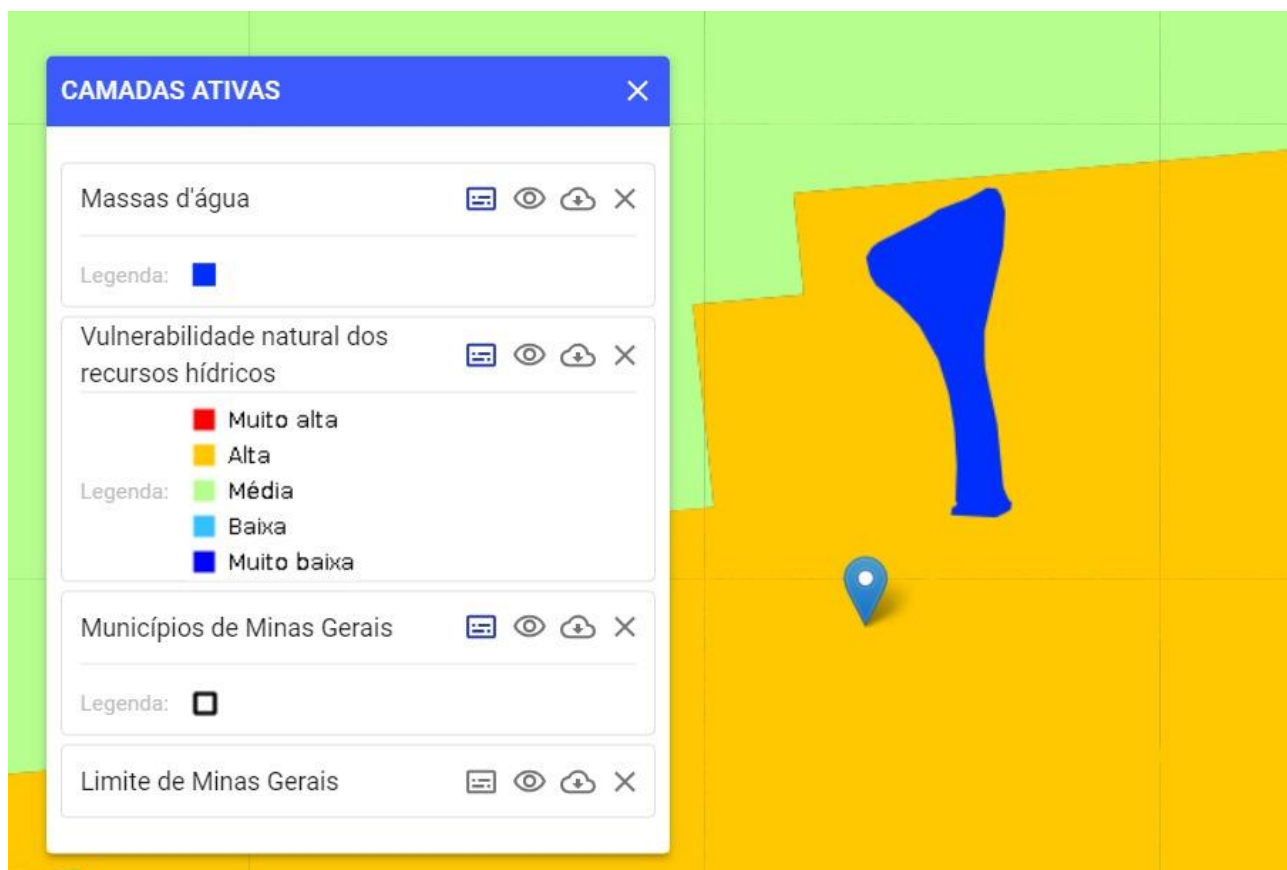 CAMADAS ATIVAS
Massas d'água
Legenda:
Vulnerabilidade natural dos
recursos hídricos
Legenda:
Muito alta
Alta
Média
Baixa
Muito baixa
Municípios de Minas Gerais
Legenda:
Limite de Minas Gerais